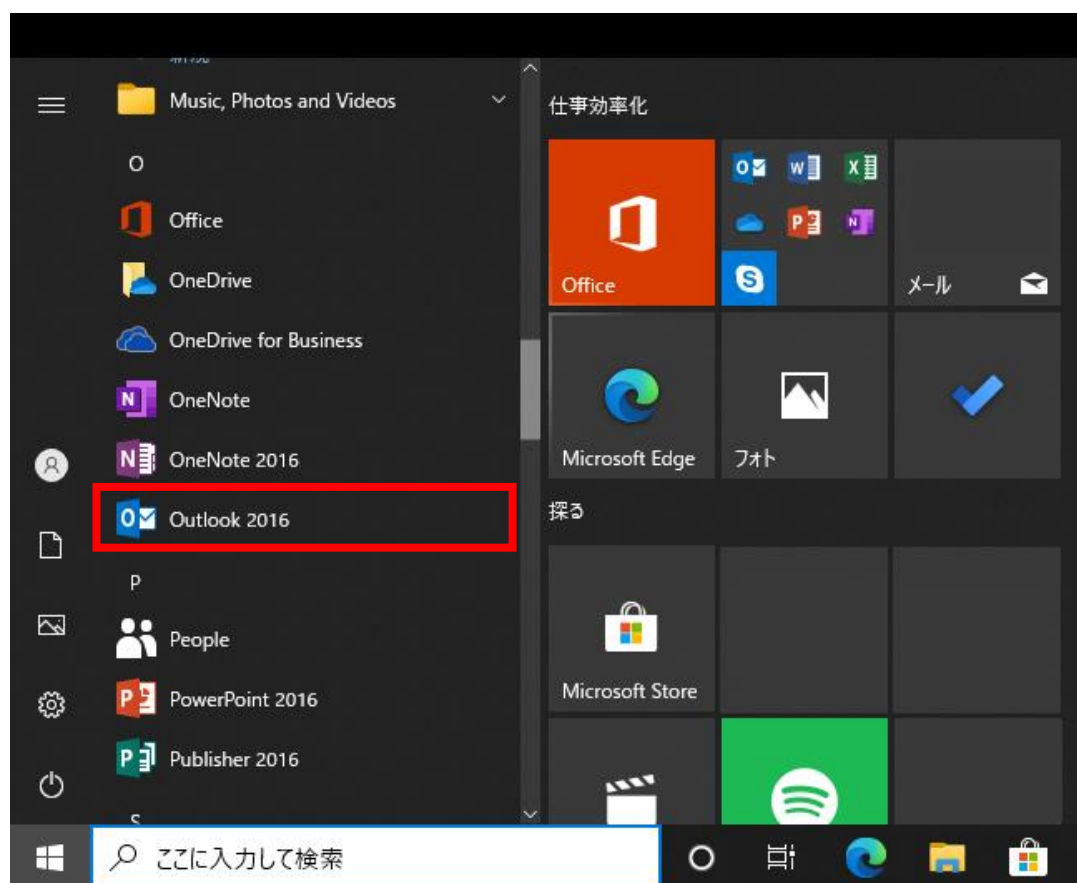 Music, Photos and Videos
O
Office
OneDrive
OneDrive for Business
OneNote
OneNote 2016
Outlook 2016
P
People
PowerPoint 2016
Publisher 2016
仕事効率化
Office
メール
Microsoft Edge
フォト
探る
Microsoft Store
ここに入力して検索